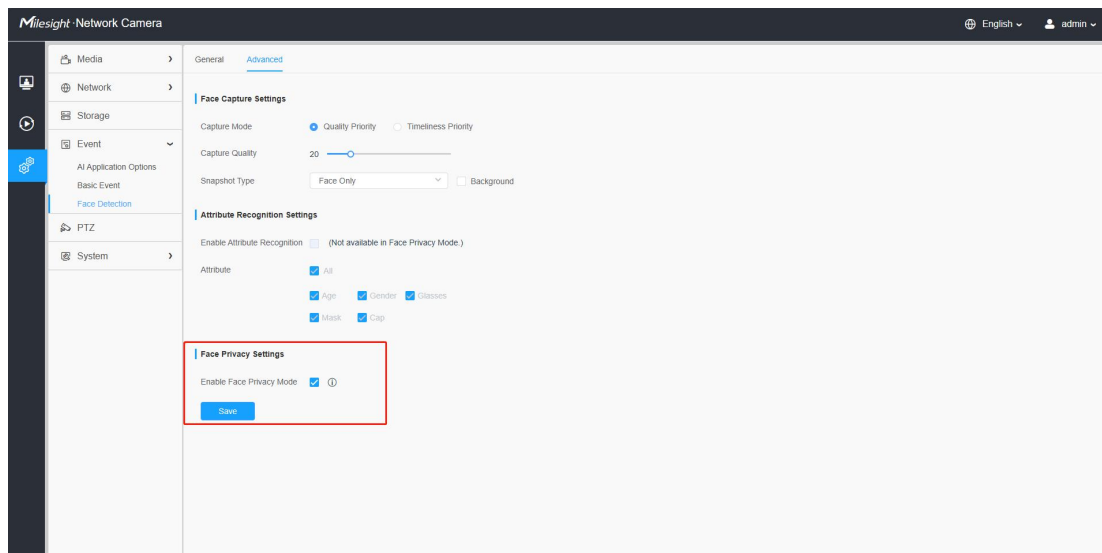 Milesight · Network Camera
English
admin
Media
Network
Storage
Event
AI Application Options
Basic Event
Face Detection
PTZ
System
General
Advanced
Face Capture Settings
Capture Mode
Quality Priority
Timeliness Priority
Capture Quality
20
Snapshot Type
Face Only
Background
Attribute Recognition Settings
Enable Attribute Recognition
(Not available in Face Privacy Mode.)
Attribute
All
Age
Gender
Glasses
Mask
Cap
Face Privacy Settings
Enable Face Privacy Mode
Save